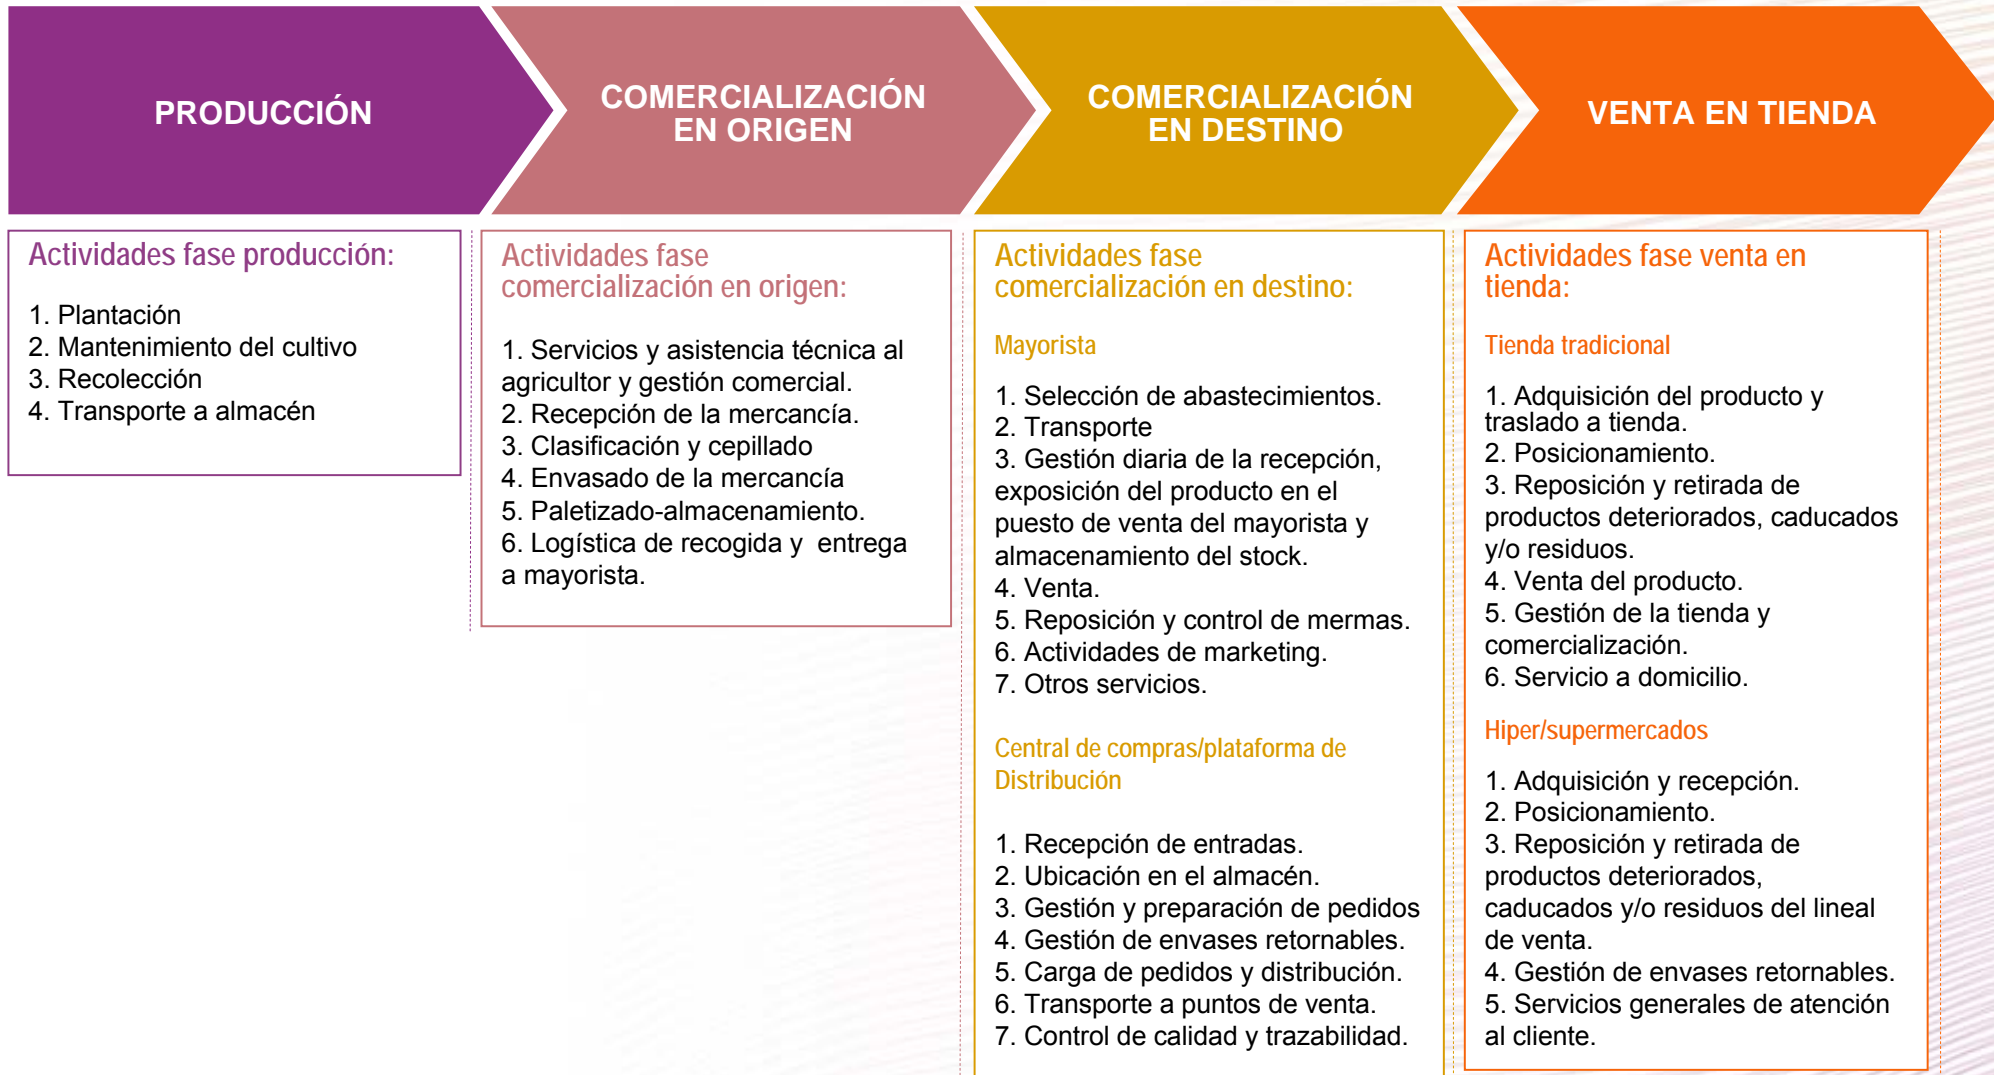 PRODUCCIÓN
COMERCIALIZACIÓN
EN ORIGEN
COMERCIALIZACIÓN
EN DESTINO
VENTA EN TIENDA
Actividades fase producción:
1. Plantación
2. Mantenimiento del cultivo
3. Recolección
4. Transporte a almacén
Actividades fase
comercialización en origen:
1. Servicios y asistencia técnica al
agricultor y gestión comercial.
2. Recepción de la mercancía.
3. Clasificación y cepillado
4. Envasado de la mercancía
5. Paletizado-almacenamiento.
6. Logística de recogida y entrega
a mayorista.
Actividades fase
comercialización en destino:
Mayorista
1. Selección de abastecimientos.
2. Transporte
3. Gestión diaria de la recepción,
exposición del producto en el
puesto de venta del mayorista y
almacenamiento del stock.
4. Venta.
5. Reposición y control de mermas.
6. Actividades de marketing.
7. Otros servicios.
Central de compras/plataforma de
Distribución
1. Recepción de entradas.
2. Ubicación en el almacén.
3. Gestión y preparación de pedidos
4. Gestión de envases retornables.
5. Carga de pedidos y distribución.
6. Transporte a puntos de venta.
7. Control de calidad y trazabilidad.
Actividades fase venta en
tienda:
Tienda tradicional
1. Adquisición del producto y
traslado a tienda.
2. Posicionamiento.
3. Reposición y retirada de
productos deteriorados, caducados
y/o residuos.
4. Venta del producto.
5. Gestión de la tienda y
comercialización.
6. Servicio a domicilio.
Hiper/supermercados
1. Adquisición y recepción.
2. Posicionamiento.
3. Reposición y retirada de
productos deteriorados,
caducados y/o residuos del lineal
de venta.
4. Gestión de envases retornables.
5. Servicios generales de atención
al cliente.